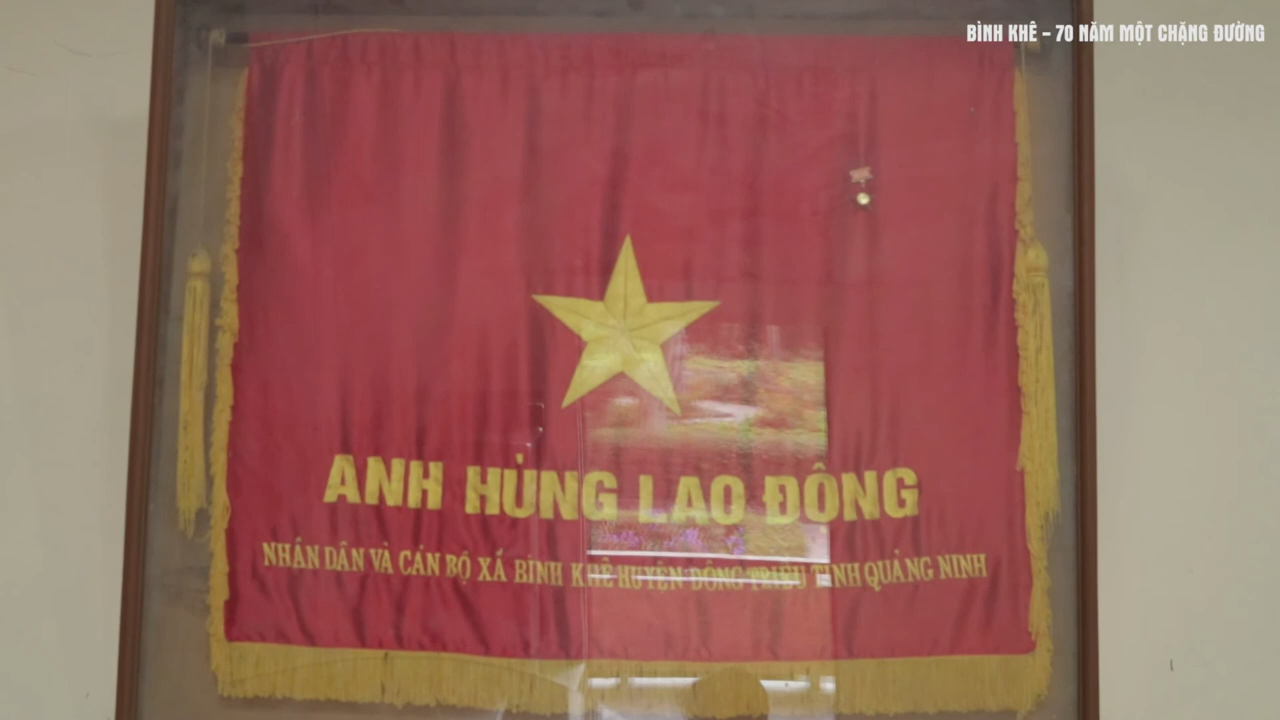 BÌNH KHÊ – 70 NĂM MỘT CHẶNG ĐƯỜNG
ANH HÙNG LAO ĐỘNG
NHÂN DÂN VÀ CÁN BỘ XÃ BÌNH KHÊ HUYỆN ĐÔNG TRIỀU TỈNH QUẢNG NINH